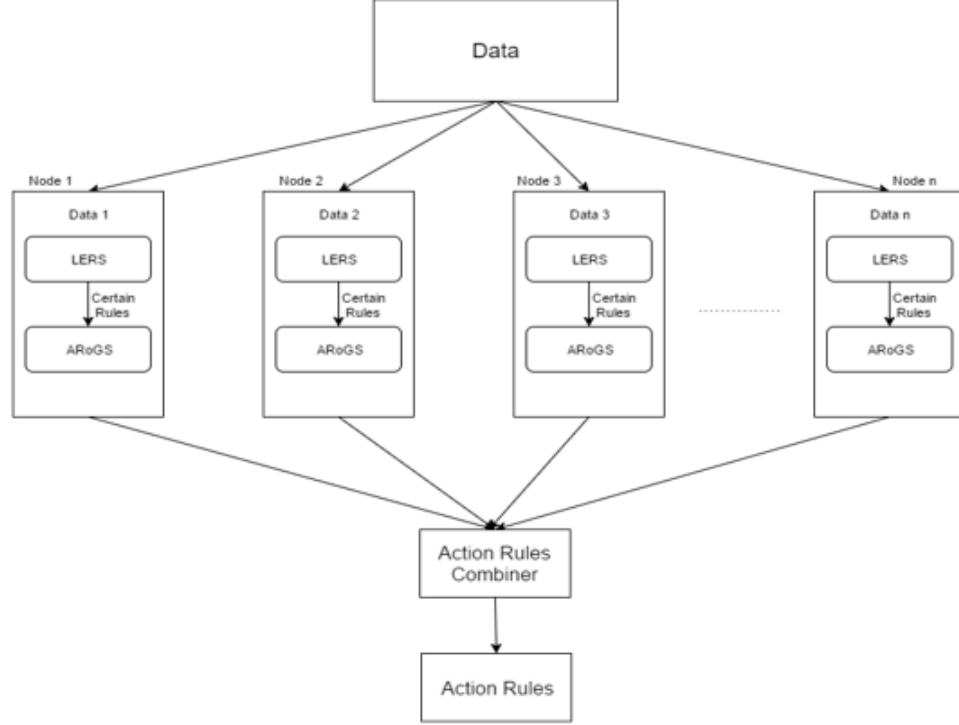 Data
Node 1
Data 1
LERS
Certain
Rules
ARoGS
Node 2
Data 2
LERS
Certain
Rules
ARoGS
Node 3
Data 3
LERS
Certain
Rules
ARoGS
Node n
Data n
LERS
Certain
Rules
ARoGS
Action Rules
Combiner
Action Rules